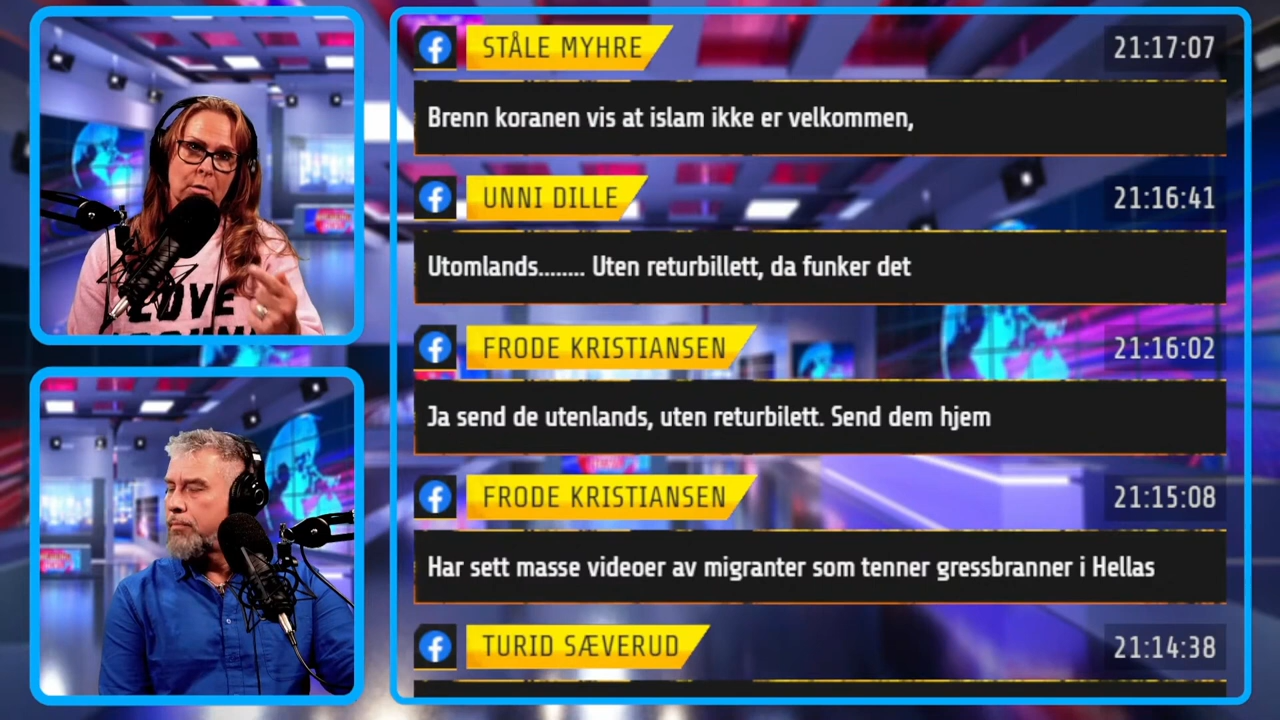 STÅLE MYHRE
21:17:07
Brenn koranen vis at islam ikke er velkommen,
UNNI DILLE
21:16:41
Utomlands........ Uten returbillett, da funker det
FRODE KRISTIANSEN
21:16:02
Ja send de utenlands, uten returbilett. Send dem hjem
FRODE KRISTIANSEN
21:15:08
Har sett masse videoer av migranter som tenner gressbranner i Hellas
TURID SÆVERUD
21:14:38
LOVE